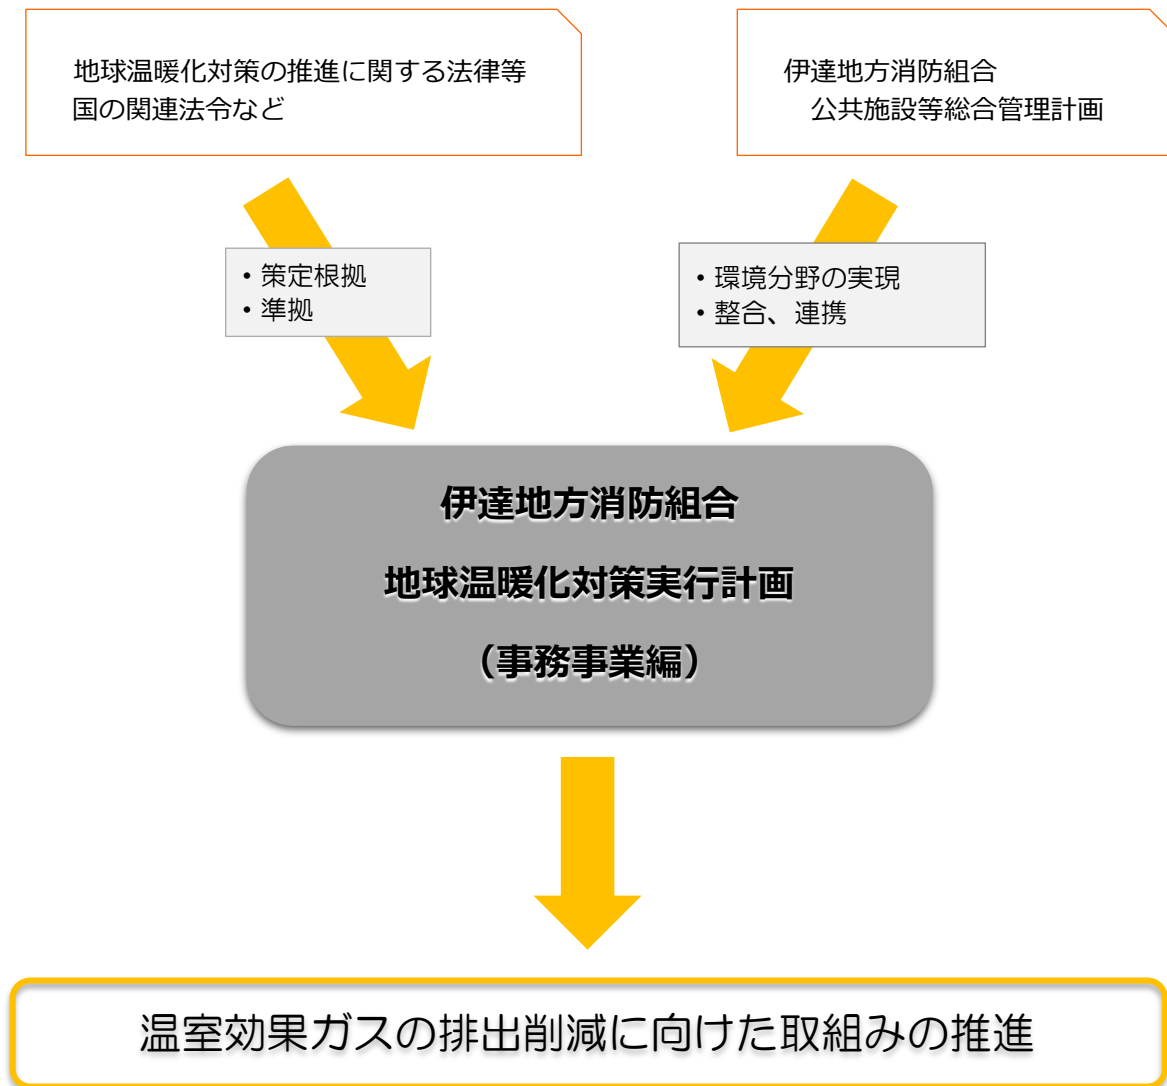 地球温暖化対策の推進に関する法律等
国の関連法令など
伊達地方消防組合
公共施設等総合管理計画
・策定根拠
・準拠
・環境分野の実現
・整合、連携
伊達地方消防組合
地球温暖化対策実行計画
（事務事業編）
温室効果ガスの排出削減に向けた取組みの推進